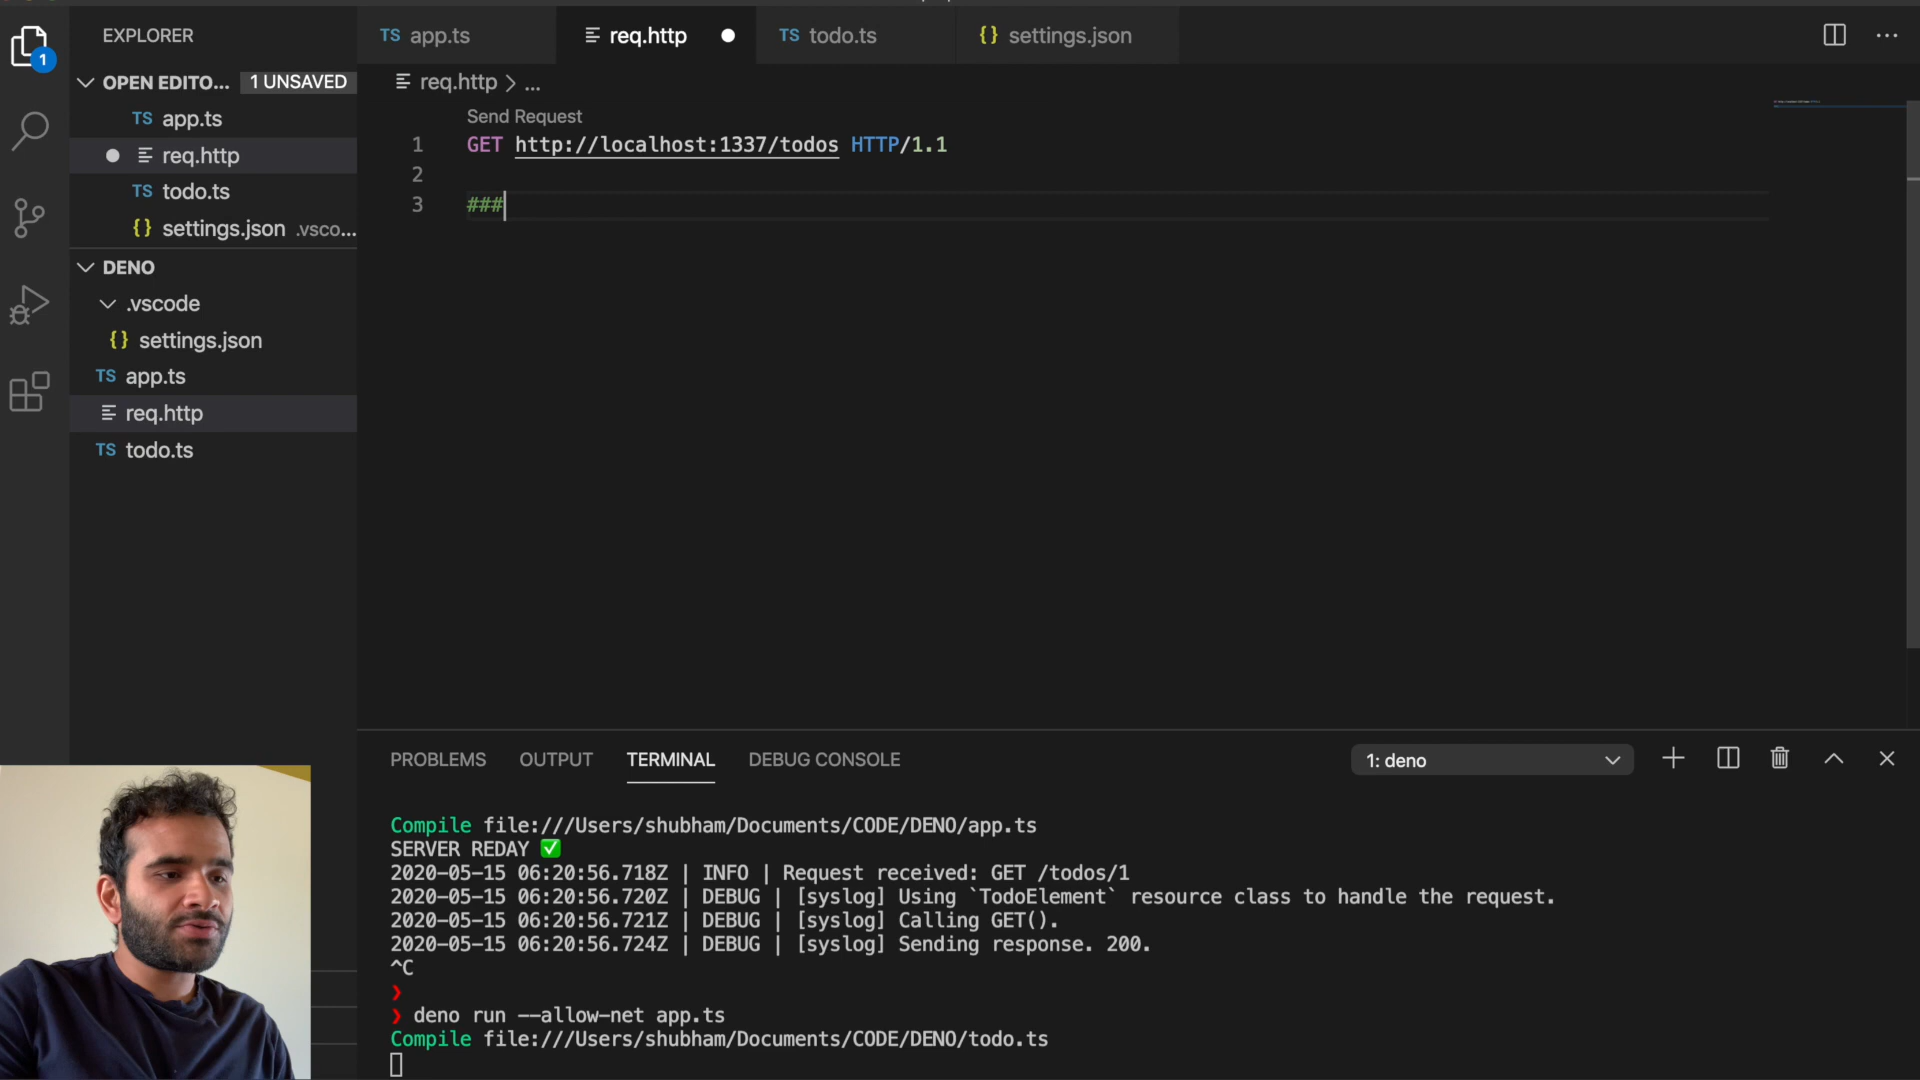 EXPLORER
OPEN EDITO... 1 UNSAVED
TS app.ts
req.http
TS todo.ts
{} settings.json .vsco...
DENO
.vscode
{} settings.json
TS app.ts
req.http
TS todo.ts
1
TS app.ts
req.http
TS todo.ts
{} settings.json
req.http > ...
Send Request
1 GET http://localhost:1337/todos HTTP/1.1
2
3 ###
PROBLEMS OUTPUT TERMINAL DEBUG CONSOLE
1: deno
Compile file:///Users/shubham/Documents/CODE/DENO/app.ts
SERVER REDAY ✅
2020-05-15 06:20:56.718Z | INFO | Request received: GET /todos/1
2020-05-15 06:20:56.720Z | DEBUG | [syslog] Using `TodoElement` resource class to handle the request.
2020-05-15 06:20:56.721Z | DEBUG | [syslog] Calling GET().
2020-05-15 06:20:56.724Z | DEBUG | [syslog] Sending response. 200.
^C
❯
❯ deno run --allow-net app.ts
Compile file:///Users/shubham/Documents/CODE/DENO/todo.ts